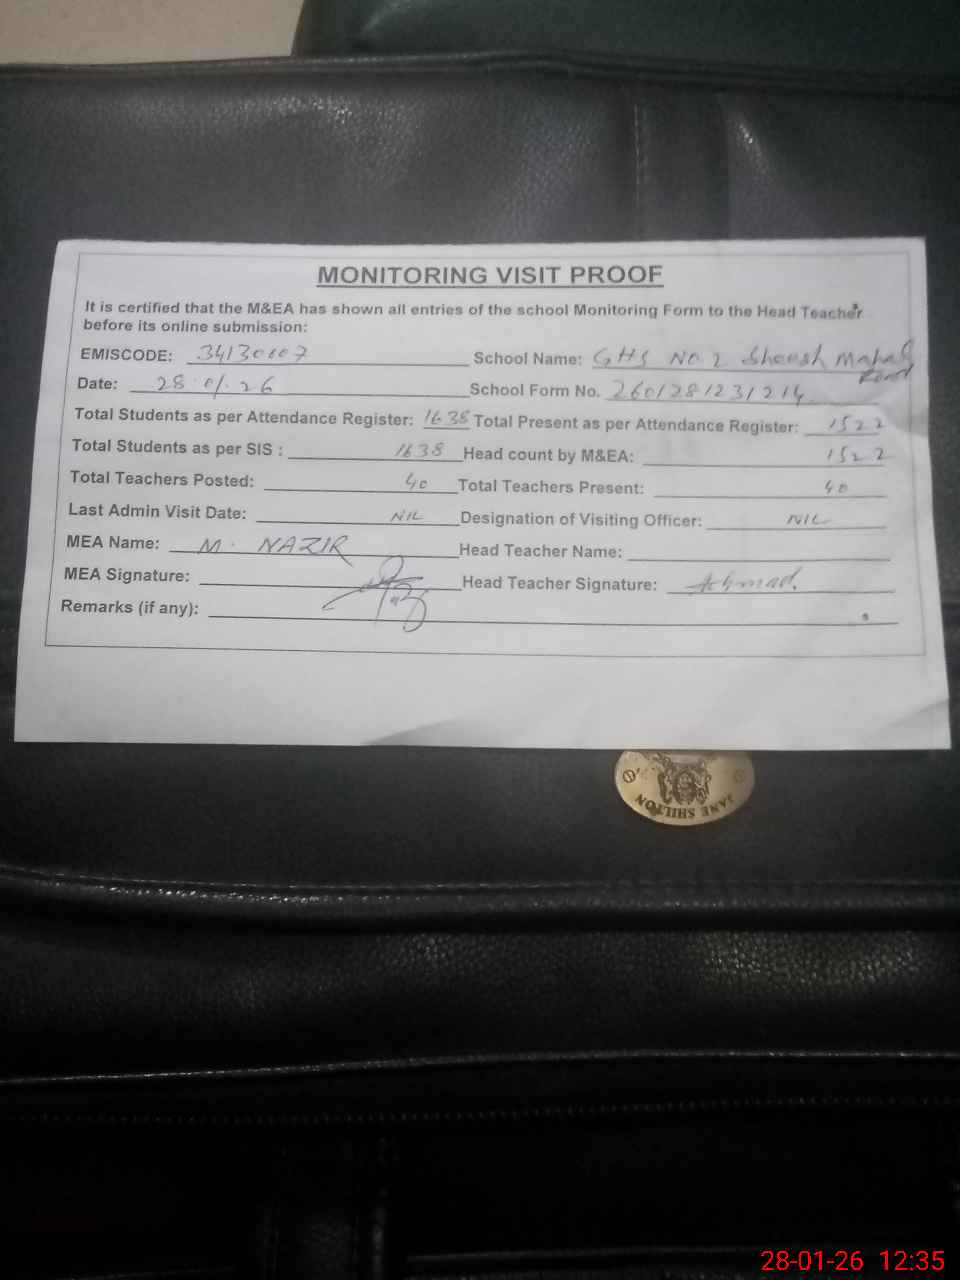 MONITORING VISIT PROOF
It is certified that the M&EA has shown all entries of the school Monitoring Form to the Head Teacher
before its online submission:
EMISCODE: 34130007 School Name: GHS NO 2 Sheesh Mahal Road
Date: 28.01.26 School Form No. 2601281231214
Total Students as per Attendance Register: 1638 Total Present as per Attendance Register: 1522
Total Students as per SIS : 1638 Head count by M&EA: 1522
Total Teachers Posted: 40 Total Teachers Present: 40
Last Admin Visit Date: NIL Designation of Visiting Officer: NIL
MEA Name: M. NAZIR Head Teacher Name:
MEA Signature: Head Teacher Signature: Ahmad
Remarks (if any):
JANE SHILTON
28-01-26 12:35